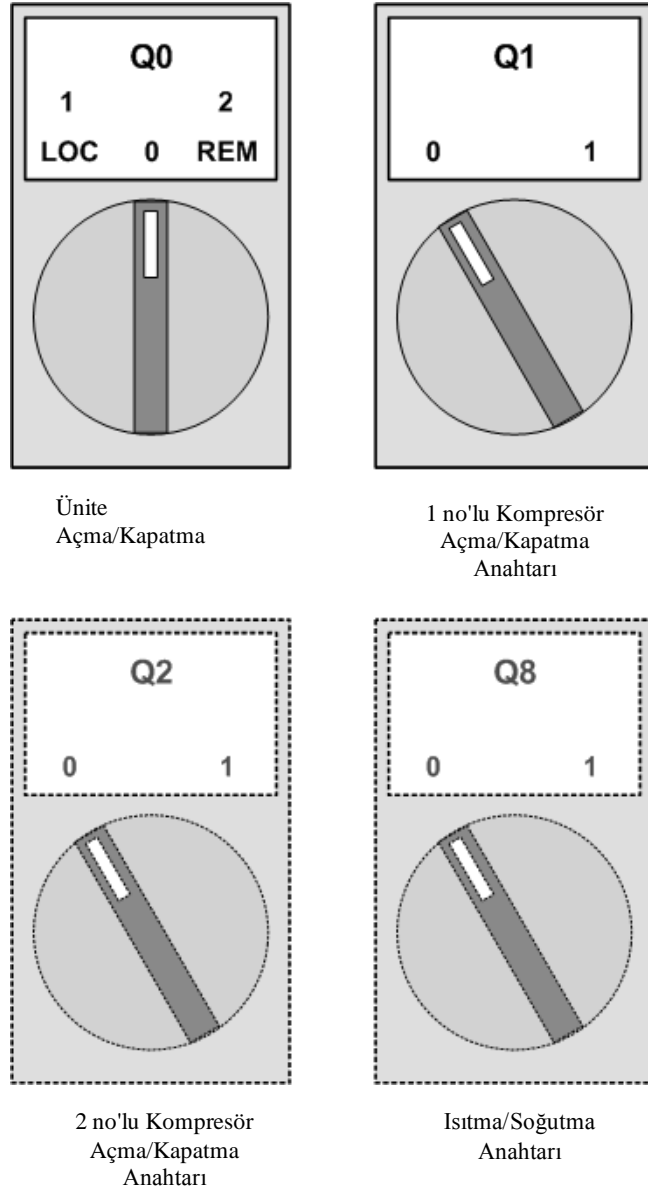 Q0
1 2
LOC 0 REM
Ünite
Açma/Kapatma
Q1
0 1
1 no'lu Kompresör
Açma/Kapatma
Anahtarı
Q2
0 1
2 no'lu Kompresör
Açma/Kapatma
Anahtarı
Q8
0 1
Isıtma/Soğutma
Anahtarı